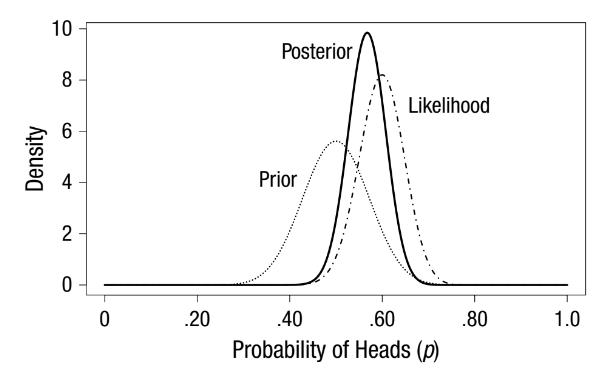 10
8
6
4
2
0
Density
Posterior
Likelihood
Prior
0 .20 .40 .60 .80 1.0
Probability of Heads (p)